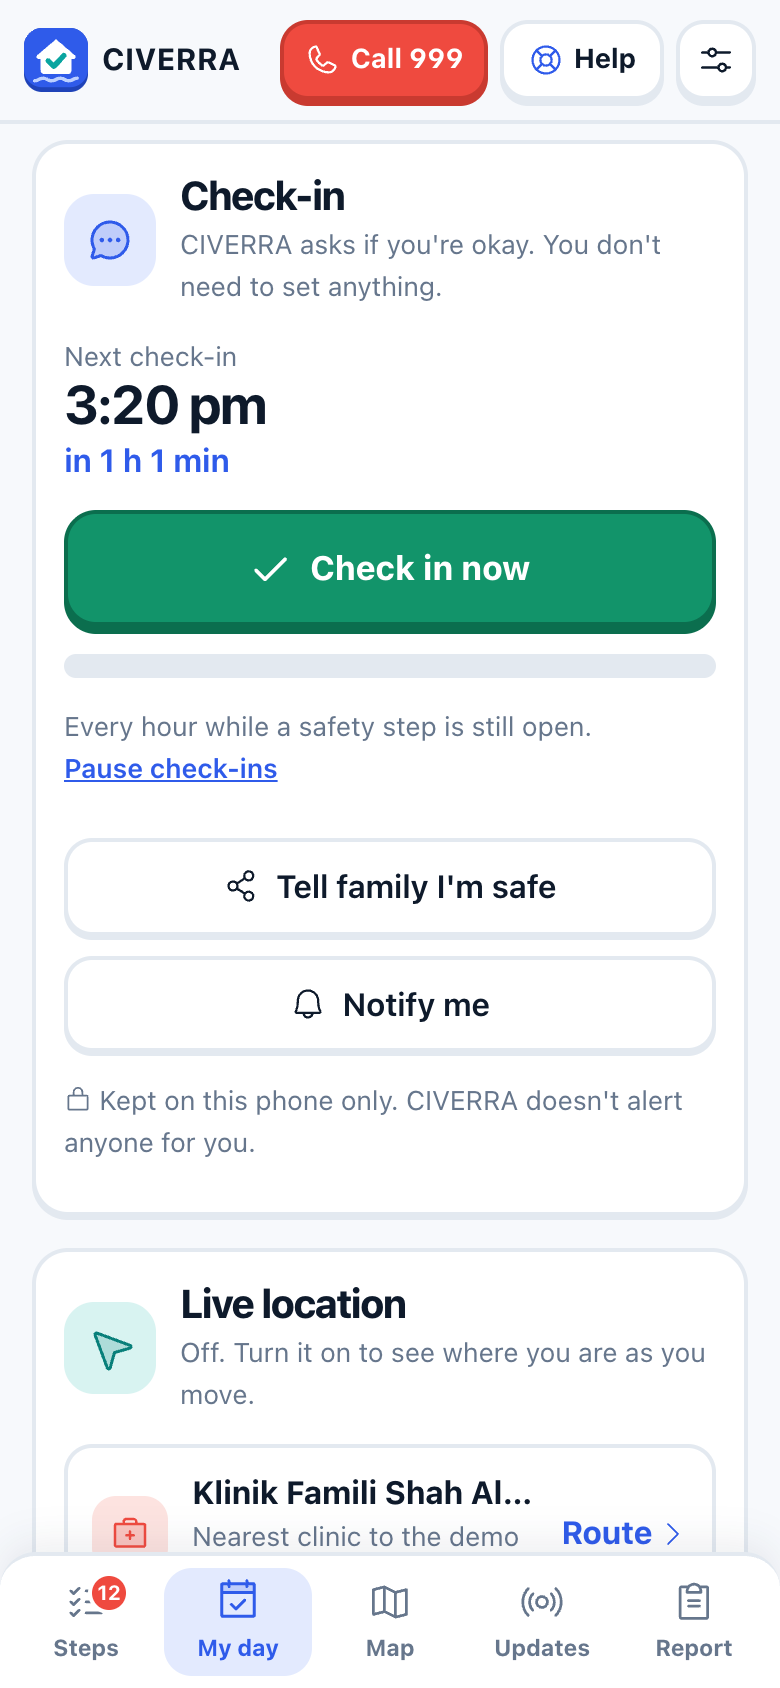 CIVERRA
Call 999
Help
Check-in
CIVERRA asks if you're okay. You don't
need to set anything.
Next check-in
3:20 pm
in 1 h 1 min
Check in now
Every hour while a safety step is still open.
Pause check-ins
Tell family I'm safe
Notify me
Kept on this phone only. CIVERRA doesn't alert
anyone for you.
Live location
Off. Turn it on to see where you are as you
move.
Klinik Famili Shah Al...
Nearest clinic to the demo
Route
12
Steps
My day
Map
Updates
Report